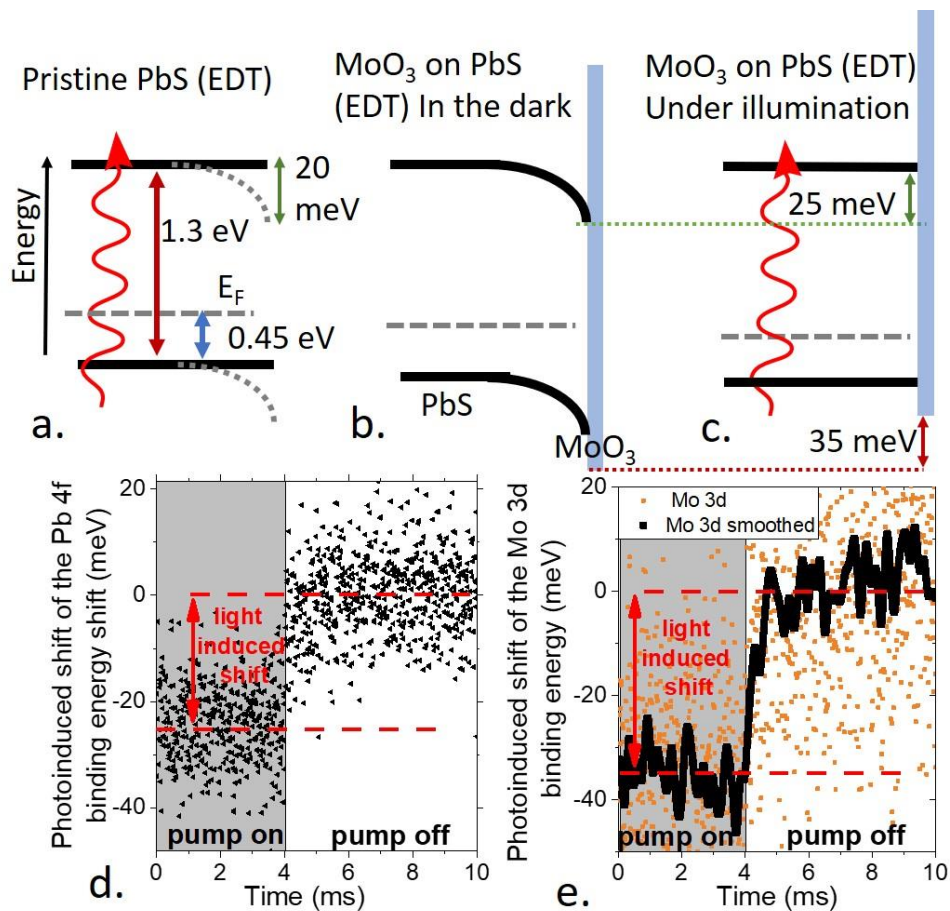 Pristine PbS (EDT)
Energy
20
meV
1.3 eV
E_F
0.45 eV
a.
MoO₃ on PbS
(EDT) In the dark
PbS
MoO₃
b.
MoO₃ on PbS (EDT)
Under illumination
25 meV
35 meV
c.
Photoinduced shift of the Pb 4f
binding energy shift (meV)
20
0
-20
-40
light
induced
shift
pump on
pump off
0 2 4 6 8 10
Time (ms)
d.
Photoinduced shift of the Mo 3d
binding energy (meV)
20
0
-20
-40
Mo 3d
Mo 3d smoothed
light
induced
shift
pump on
pump off
0 2 4 6 8 10
Time (ms)
e.